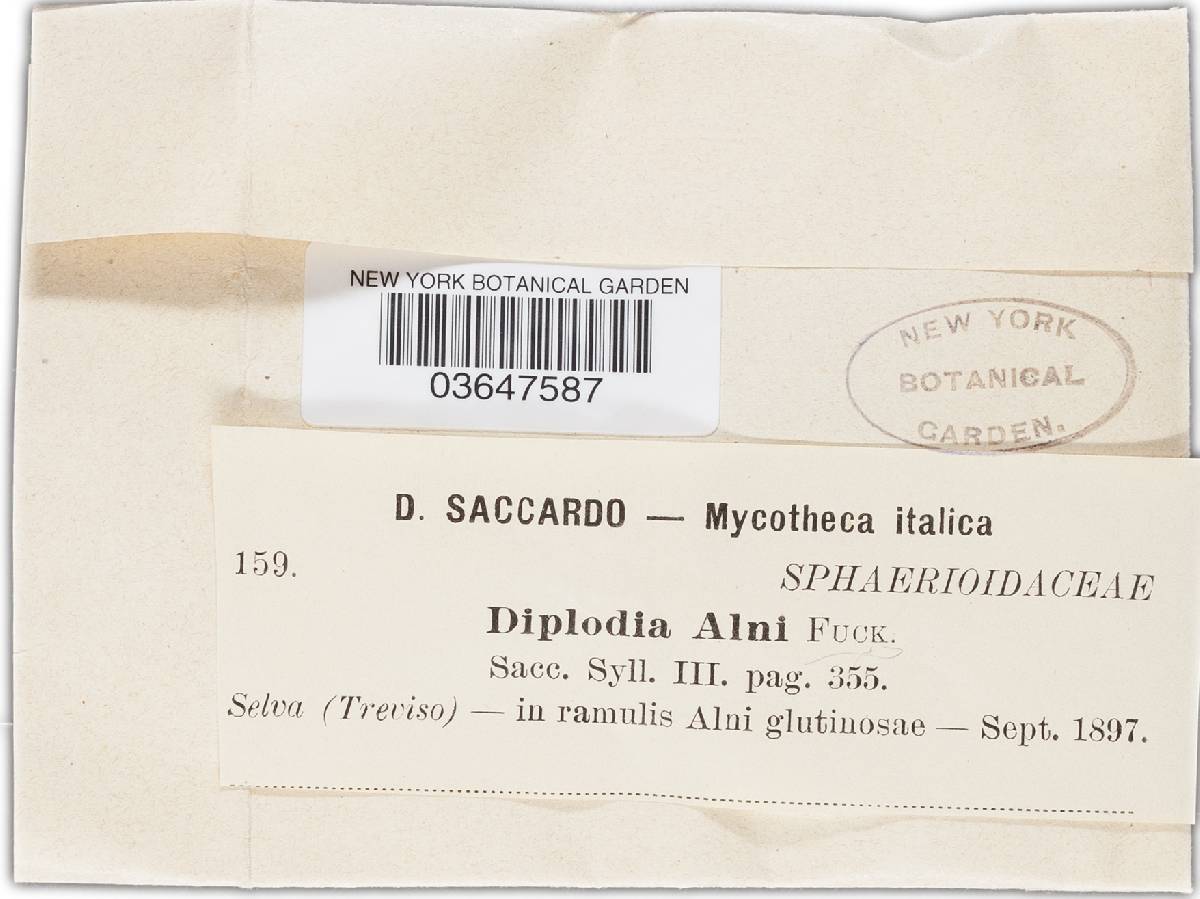 NEW YORK BOTANICAL GARDEN
03647587
NEW YORK
BOTANICAL
GARDEN.
D. SACCARDO — Mycotheca italica
159.
SPHAERIOIDACEAE
Diplodia Alni FUCK.
Sacc. Syll. III. pag. 355.
Selva (Treviso) — in ramulis Alni glutinosae — Sept. 1897.